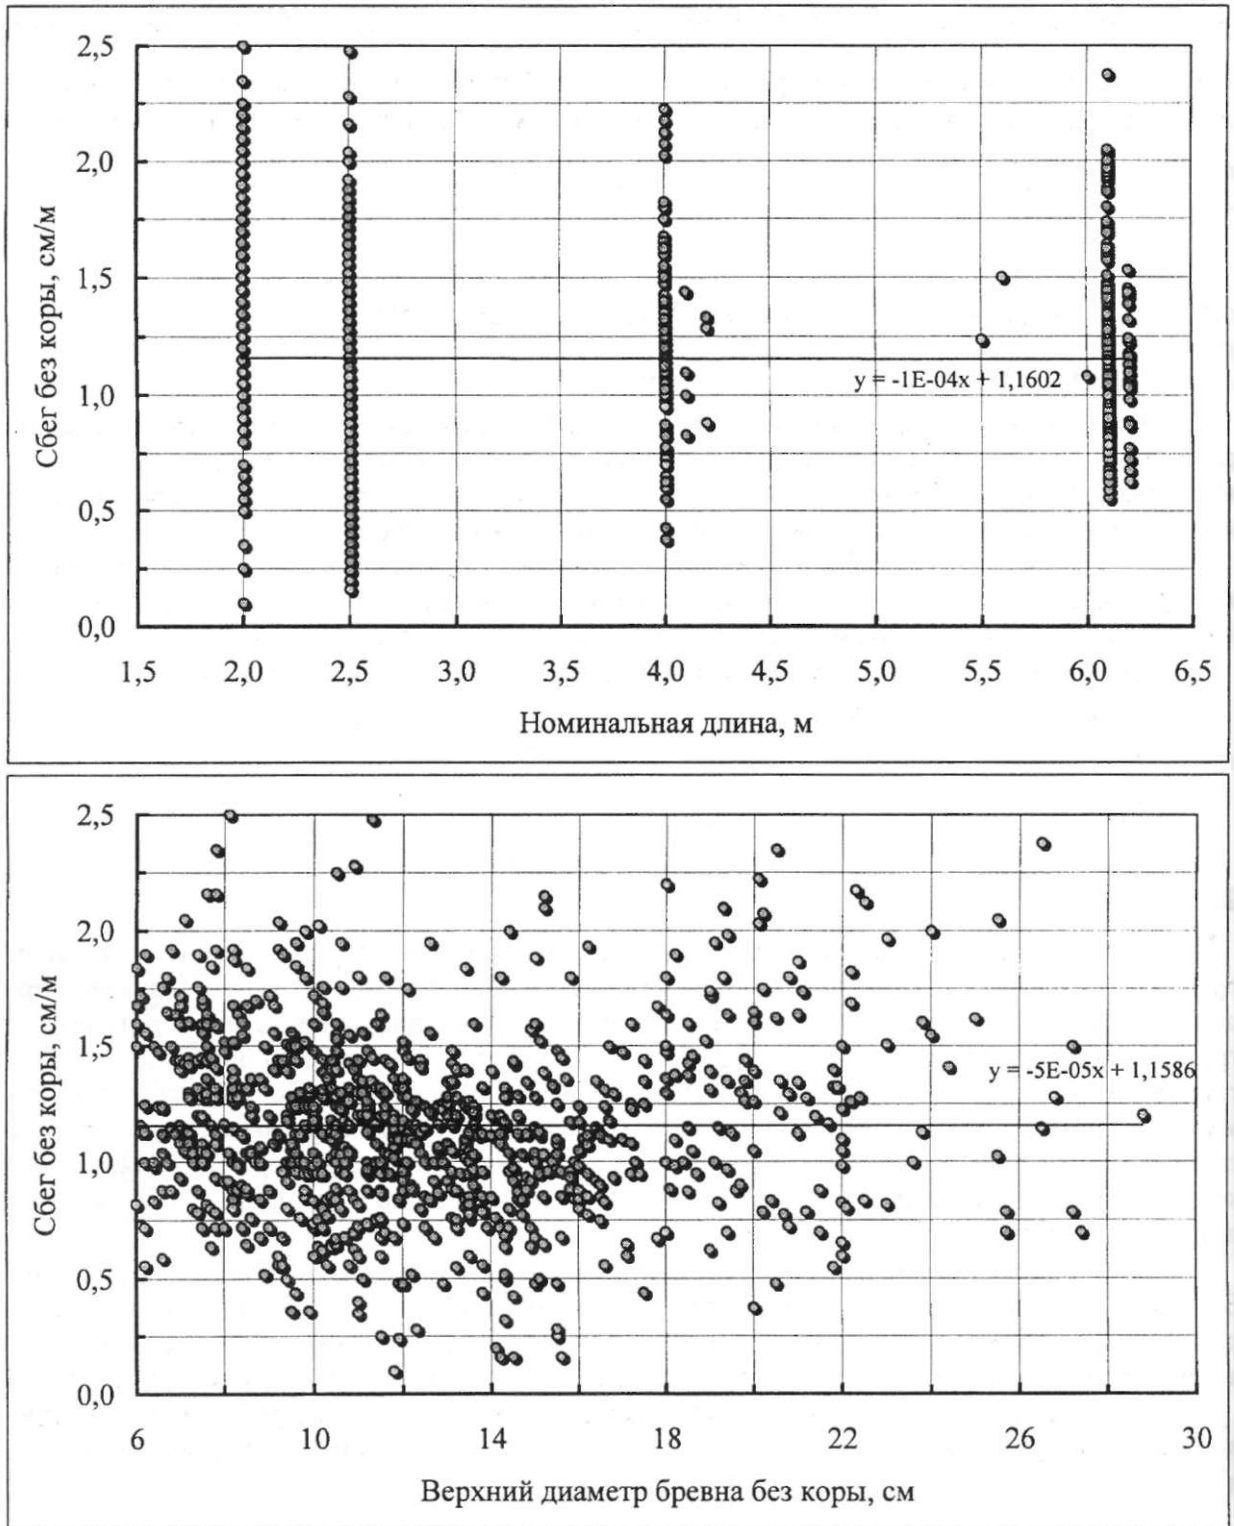 2,5
2,0
1,5
1,0
0,5
0,0
Сбег без коры, см/м
y = -1E-04x + 1,1602
1,5 2,0 2,5 3,0 3,5 4,0 4,5 5,0 5,5 6,0 6,5
Номинальная длина, м
2,5
2,0
1,5
1,0
0,5
0,0
Сбег без коры, см/м
y = -5E-05x + 1,1586
6 10 14 18 22 26 30
Верхний диаметр бревна без коры, см